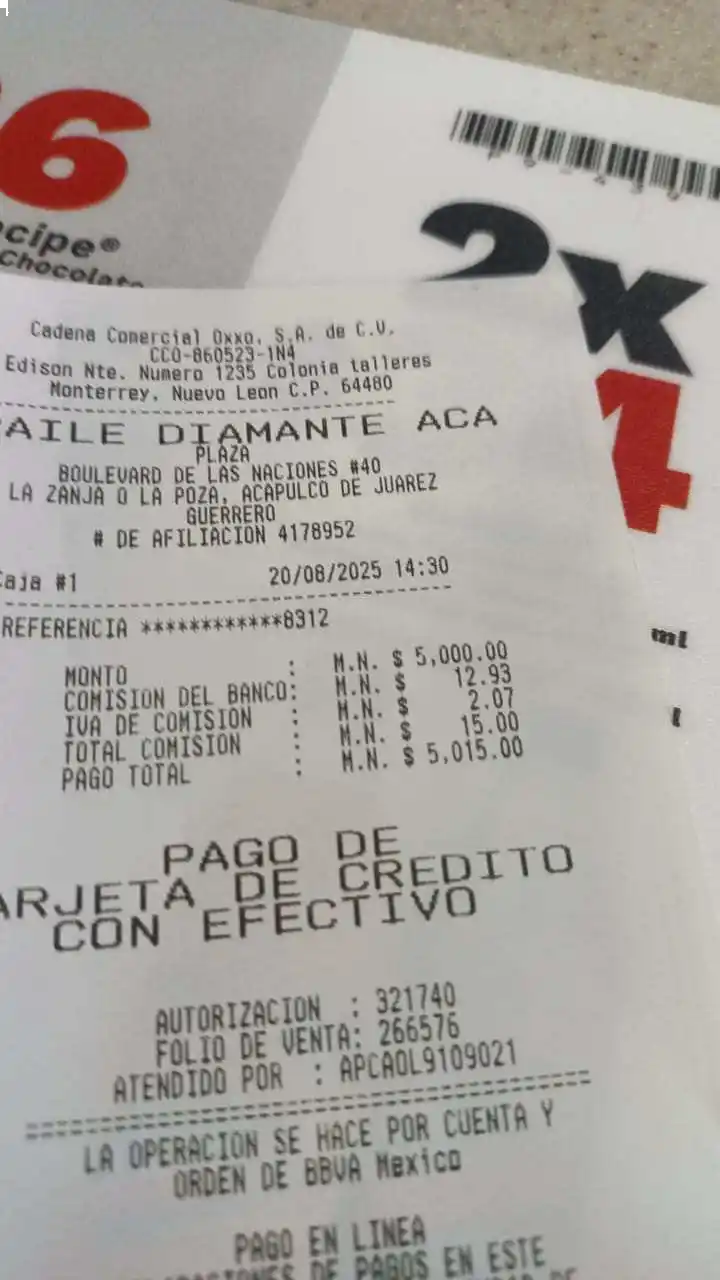 6
cipe®
Chocolate
2x
4
ml
Cadena Comercial Oxxo, S.A. de C.V.
CCO-860523-1N4
Edison Nte. Numero 1235 Colonia talleres
Monterrey, Nuevo Leon C.P. 64480
AILE DIAMANTE ACA
PLAZA
BOULEVARD DE LAS NACIONES #40
LA ZANJA O LA POZA, ACAPULCO DE JUAREZ
GUERRERO
# DE AFILIACION 4178952
Caja #1 20/08/2025 14:30
REFERENCIA ************8312
MONTO : M.N. $ 5,000.00
COMISION DEL BANCO: M.N. $ 12.93
IVA DE COMISION : M.N. $ 2.07
TOTAL COMISION : M.N. $ 15.00
PAGO TOTAL : M.N. $ 5,015.00
PAGO DE
ARJETA DE CREDITO
CON EFECTIVO
AUTORIZACION : 321740
FOLIO DE VENTA: 266576
ATENDIDO POR : APCAOL9109021
LA OPERACION SE HACE POR CUENTA Y
ORDEN DE BBVA Mexico
PAGO EN LINEA
DE PAGOS EN ESTE